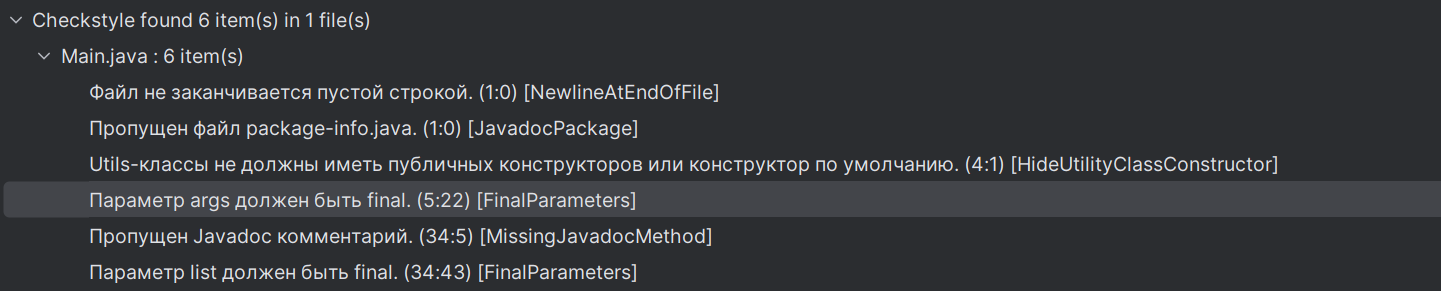 Checkstyle found 6 item(s) in 1 file(s)
Main.java : 6 item(s)
Файл не заканчивается пустой строкой. (1:0) [NewlineAtEndOfFile]
Пропущен файл package-info.java. (1:0) [JavadocPackage]
Utils-классы не должны иметь публичных конструкторов или конструктор по умолчанию. (4:1) [HideUtilityClassConstructor]
Параметр args должен быть final. (5:22) [FinalParameters]
Пропущен Javadoc комментарий. (34:5) [MissingJavadocMethod]
Параметр list должен быть final. (34:43) [FinalParameters]